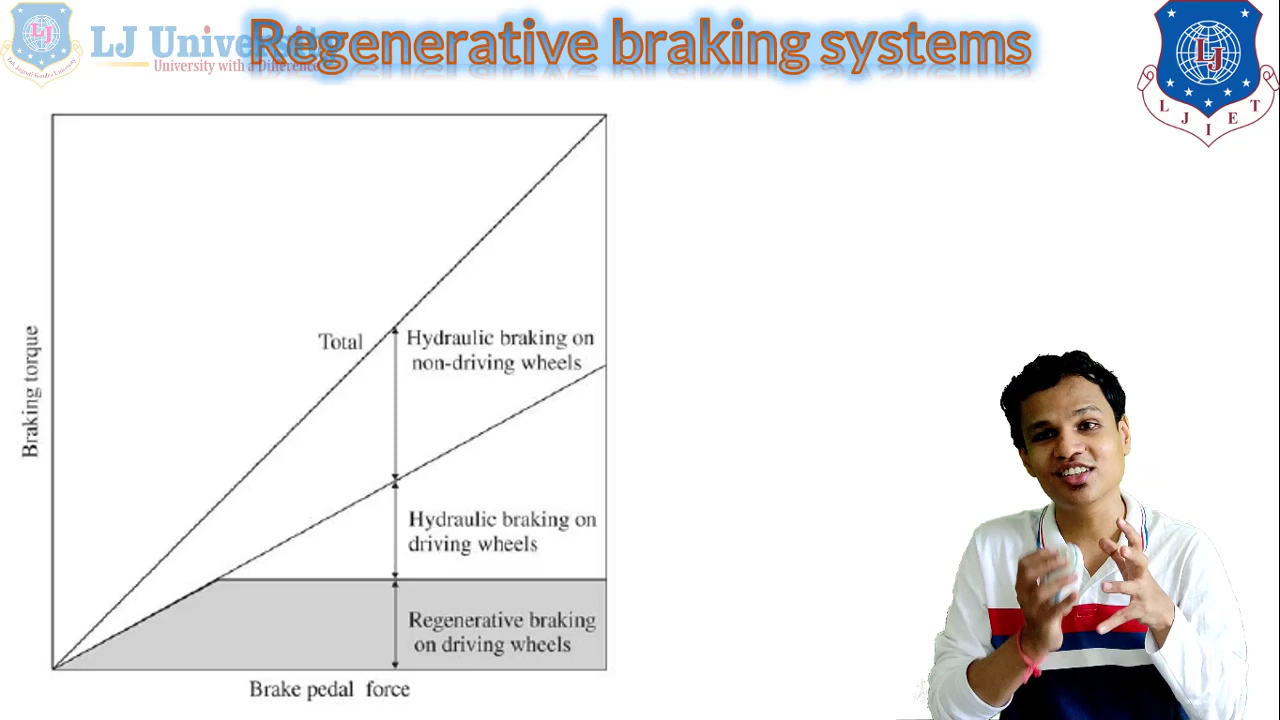 LJ University
University with a Difference
Regenerative braking systems
LJ
L J I E T
Total
Hydraulic braking on
non-driving wheels
Braking torque
Hydraulic braking on
driving wheels
Regenerative braking
on driving wheels
Brake pedal force